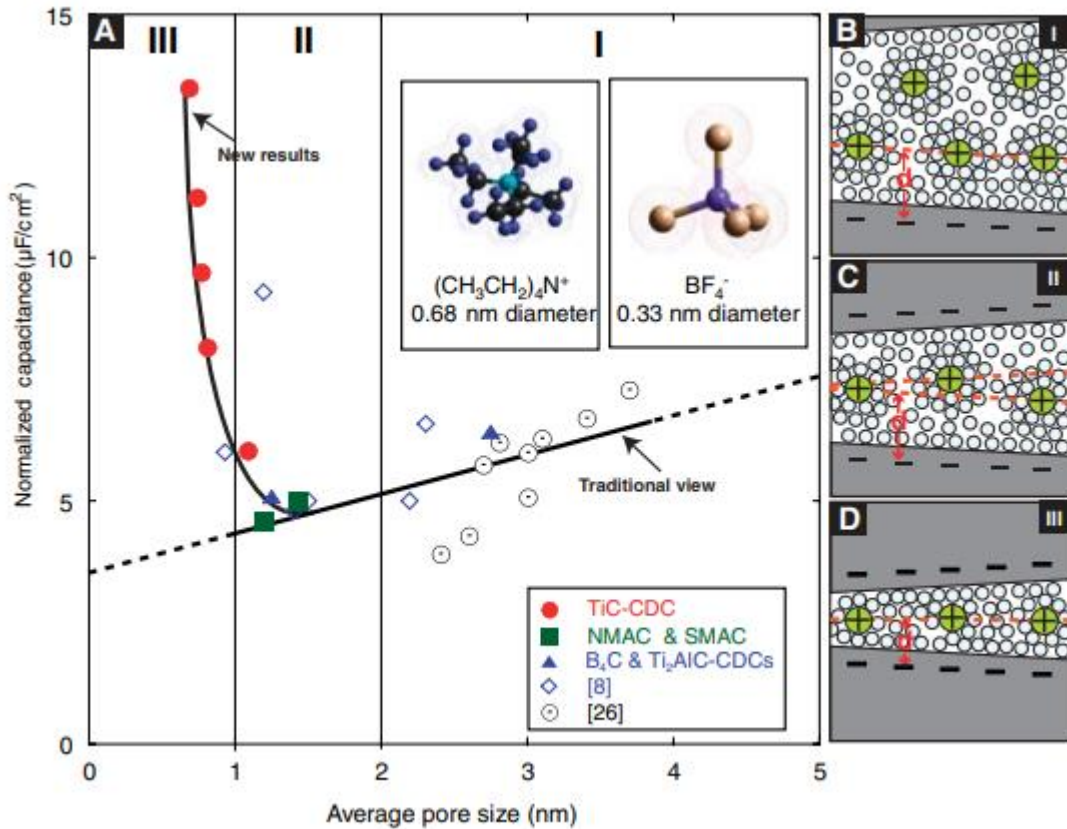 15
A
III
II
I
New results
(CH₃CH₂)₄N⁺
0.68 nm diameter
BF₄⁻
0.33 nm diameter
10
Normalized capacitance (µF/cm²)
Traditional view
5
TiC-CDC
NMAC & SMAC
B₄C & Ti₂AlC-CDCs
[8]
[26]
0
0
1
2
3
4
5
Average pore size (nm)
B
I
d
C
II
d
D
III
d